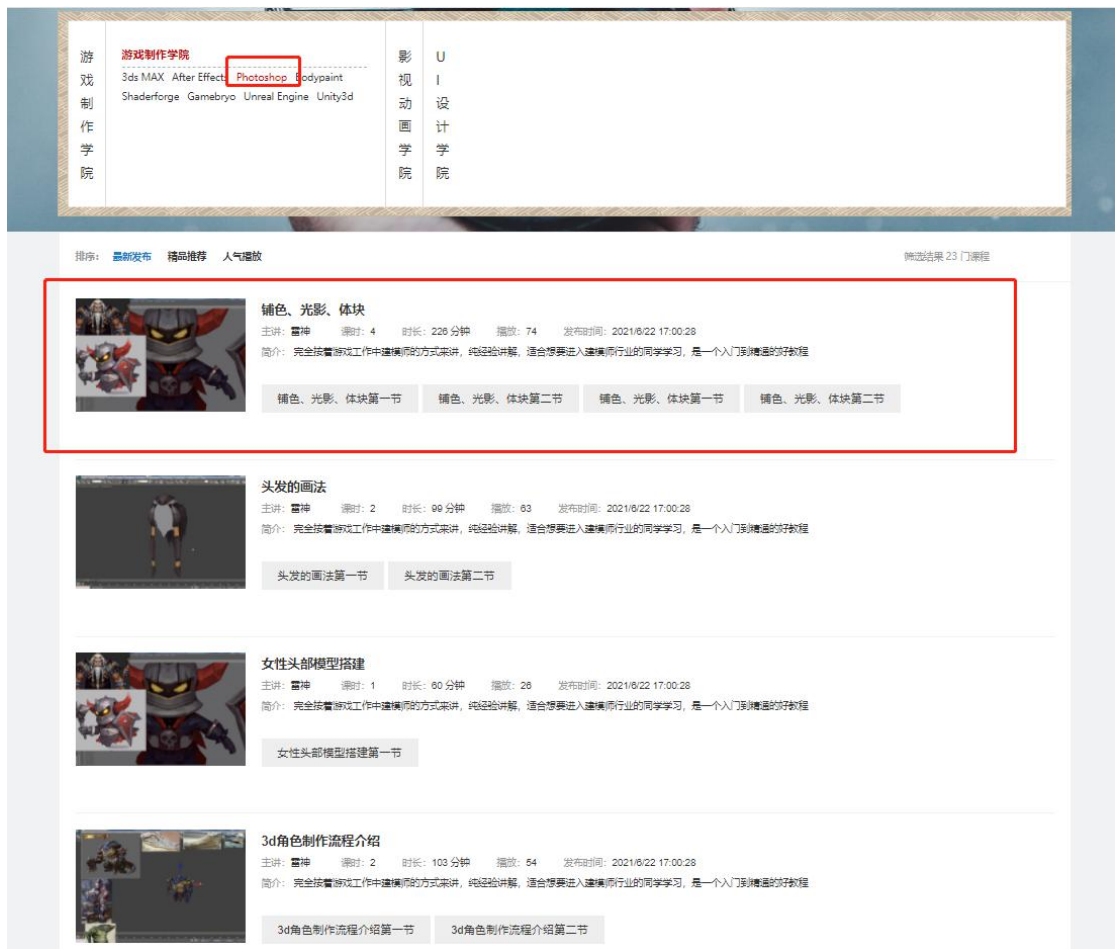 游戏制作学院
游戏制作学院
3ds MAX After Effects Photoshop Bodypaint
Shaderforge Gamebryo Unreal Engine Unity3d
影视动画学院
UI设计学院
排序: 最新发布 精品推荐 人气播放 筛选结果 23 门课程
铺色、光影、体块
主讲: 雷神 课时: 4 时长: 226 分钟 播放: 74 发布时间: 2021/6/22 17:00:28
简介: 完全按着游戏工作中建模师的方式来讲, 纯经验讲解, 适合想要进入建模师行业的同学学习, 是一个入门到精通的好教程
铺色、光影、体块第一节 铺色、光影、体块第二节 铺色、光影、体块第一节 铺色、光影、体块第二节
头发的画法
主讲: 雷神 课时: 2 时长: 99 分钟 播放: 63 发布时间: 2021/6/22 17:00:28
简介: 完全按着游戏工作中建模师的方式来讲, 纯经验讲解, 适合想要进入建模师行业的同学学习, 是一个入门到精通的好教程
头发的画法第一节 头发的画法第二节
女性头部模型搭建
主讲: 雷神 课时: 1 时长: 60 分钟 播放: 26 发布时间: 2021/6/22 17:00:28
简介: 完全按着游戏工作中建模师的方式来讲, 纯经验讲解, 适合想要进入建模师行业的同学学习, 是一个入门到精通的好教程
女性头部模型搭建第一节
3d角色制作流程介绍
主讲: 雷神 课时: 2 时长: 103 分钟 播放: 54 发布时间: 2021/6/22 17:00:28
简介: 完全按着游戏工作中建模师的方式来讲, 纯经验讲解, 适合想要进入建模师行业的同学学习, 是一个入门到精通的好教程
3d角色制作流程介绍第一节 3d角色制作流程介绍第二节